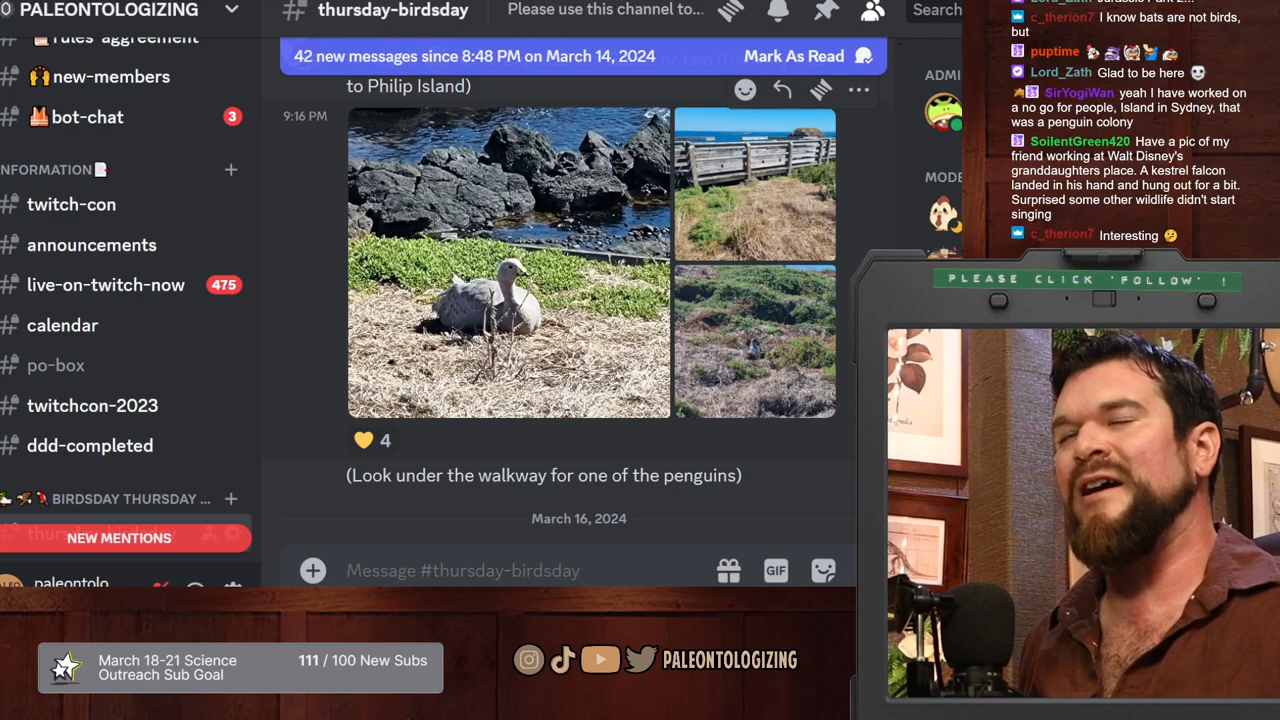 PALEONTOLOGIZING
rules-agreement
new-members
bot-chat
3
NFORMATION
twitch-con
announcements
live-on-twitch-now
475
calendar
po-box
twitchcon-2023
ddd-completed
BIRDSDAY THURSDAY ...
NEW MENTIONS
paleontolo
thursday-birdsday
Please use this channel to...
Search
42 new messages since 8:48 PM on March 14, 2024
Mark As Read
to Philip Island)
9:16 PM
4
(Look under the walkway for one of the penguins)
March 16, 2024
Message #thursday-birdsday
GIF
ADMI
MODE
c_therion7 I know bats are not birds,
but
puptime
Lord_Zath Glad to be here
SirYogiWan yeah I have worked on
a no go for people, Island in Sydney, that
was a penguin colony
SoilentGreen420 Have a pic of my
friend working at Walt Disney's
granddaughters place. A kestrel falcon
landed in his hand and hung out for a bit.
Surprised some other wildlife didn't start
singing
c_therion7 Interesting
PLEASE CLICK 'FOLLOW' !
March 18-21 Science
Outreach Sub Goal
111 / 100 New Subs
PALEONTOLOGIZING